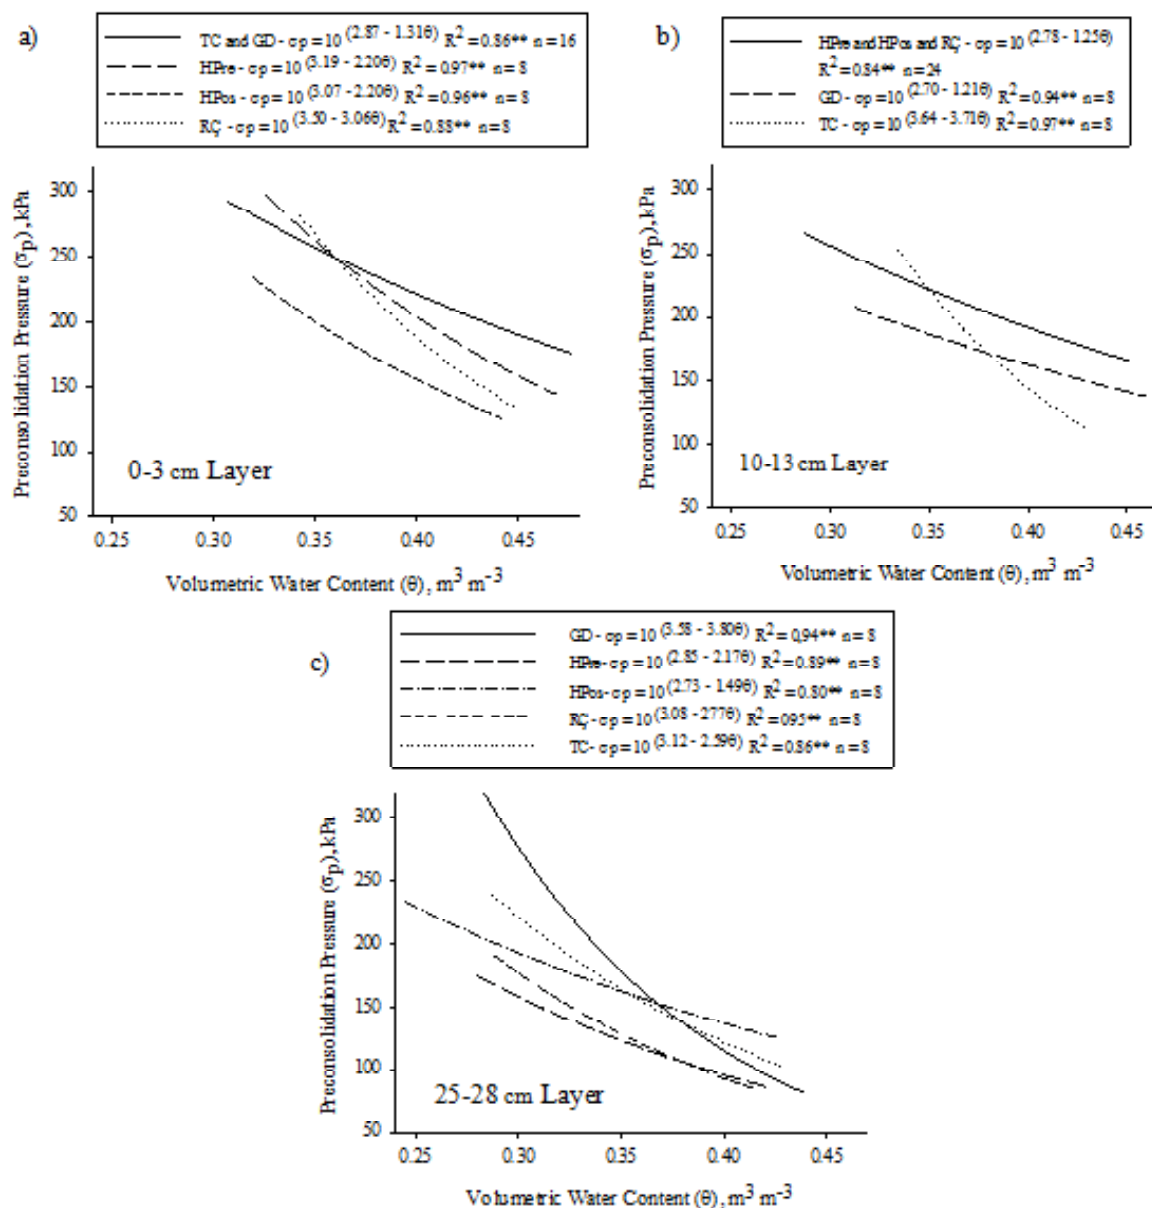 a)
TC and GD - σp = 10 (2.87 - 1.31θ) R2 = 0.86** n = 16
HPre - σp = 10 (3.19 - 2.20θ) R2 = 0.97** n = 8
HPos - σp = 10 (3.07 - 2.20θ) R2 = 0.96** n = 8
RÇ - σp = 10 (3.50 - 3.06θ) R2 = 0.88** n = 8
Preconsolidation Pressure (σp), kPa
300
250
200
150
100
50
0-3 cm Layer
0.25 0.30 0.35 0.40 0.45
Volumetric Water Content (θ), m3 m-3
b)
HPre and HPos and RÇ - σp = 10 (2.78 - 1.25θ)
R2 = 0.84** n = 24
GD - σp = 10 (2.70 - 1.21θ) R2 = 0.94** n = 8
TC - σp = 10 (3.64 - 3.71θ) R2 = 0.97** n = 8
Preconsolidation Pressure (σp), kPa
300
250
200
150
100
50
10-13 cm Layer
0.25 0.30 0.35 0.40 0.45
Volumetric Water Content (θ), m3 m-3
c)
GD - σp = 10 (3.58 - 3.80θ) R2 = 0,94** n = 8
HPre - σp = 10 (2.85 - 2.17θ) R2 = 0.89** n = 8
HPos - σp = 10 (2.73 - 1.49θ) R2 = 0.80** n = 8
RÇ - σp = 10 (3.08 - 277θ) R2 = 095** n = 8
TC - σp = 10 (3.12 - 2.59θ) R2 = 0.86** n = 8
Preconsolidation Pressure (σp), kPa
300
250
200
150
100
50
25-28 cm Layer
0.25 0.30 0.35 0.40 0.45
Volumetric Water Content (θ), m3 m-3